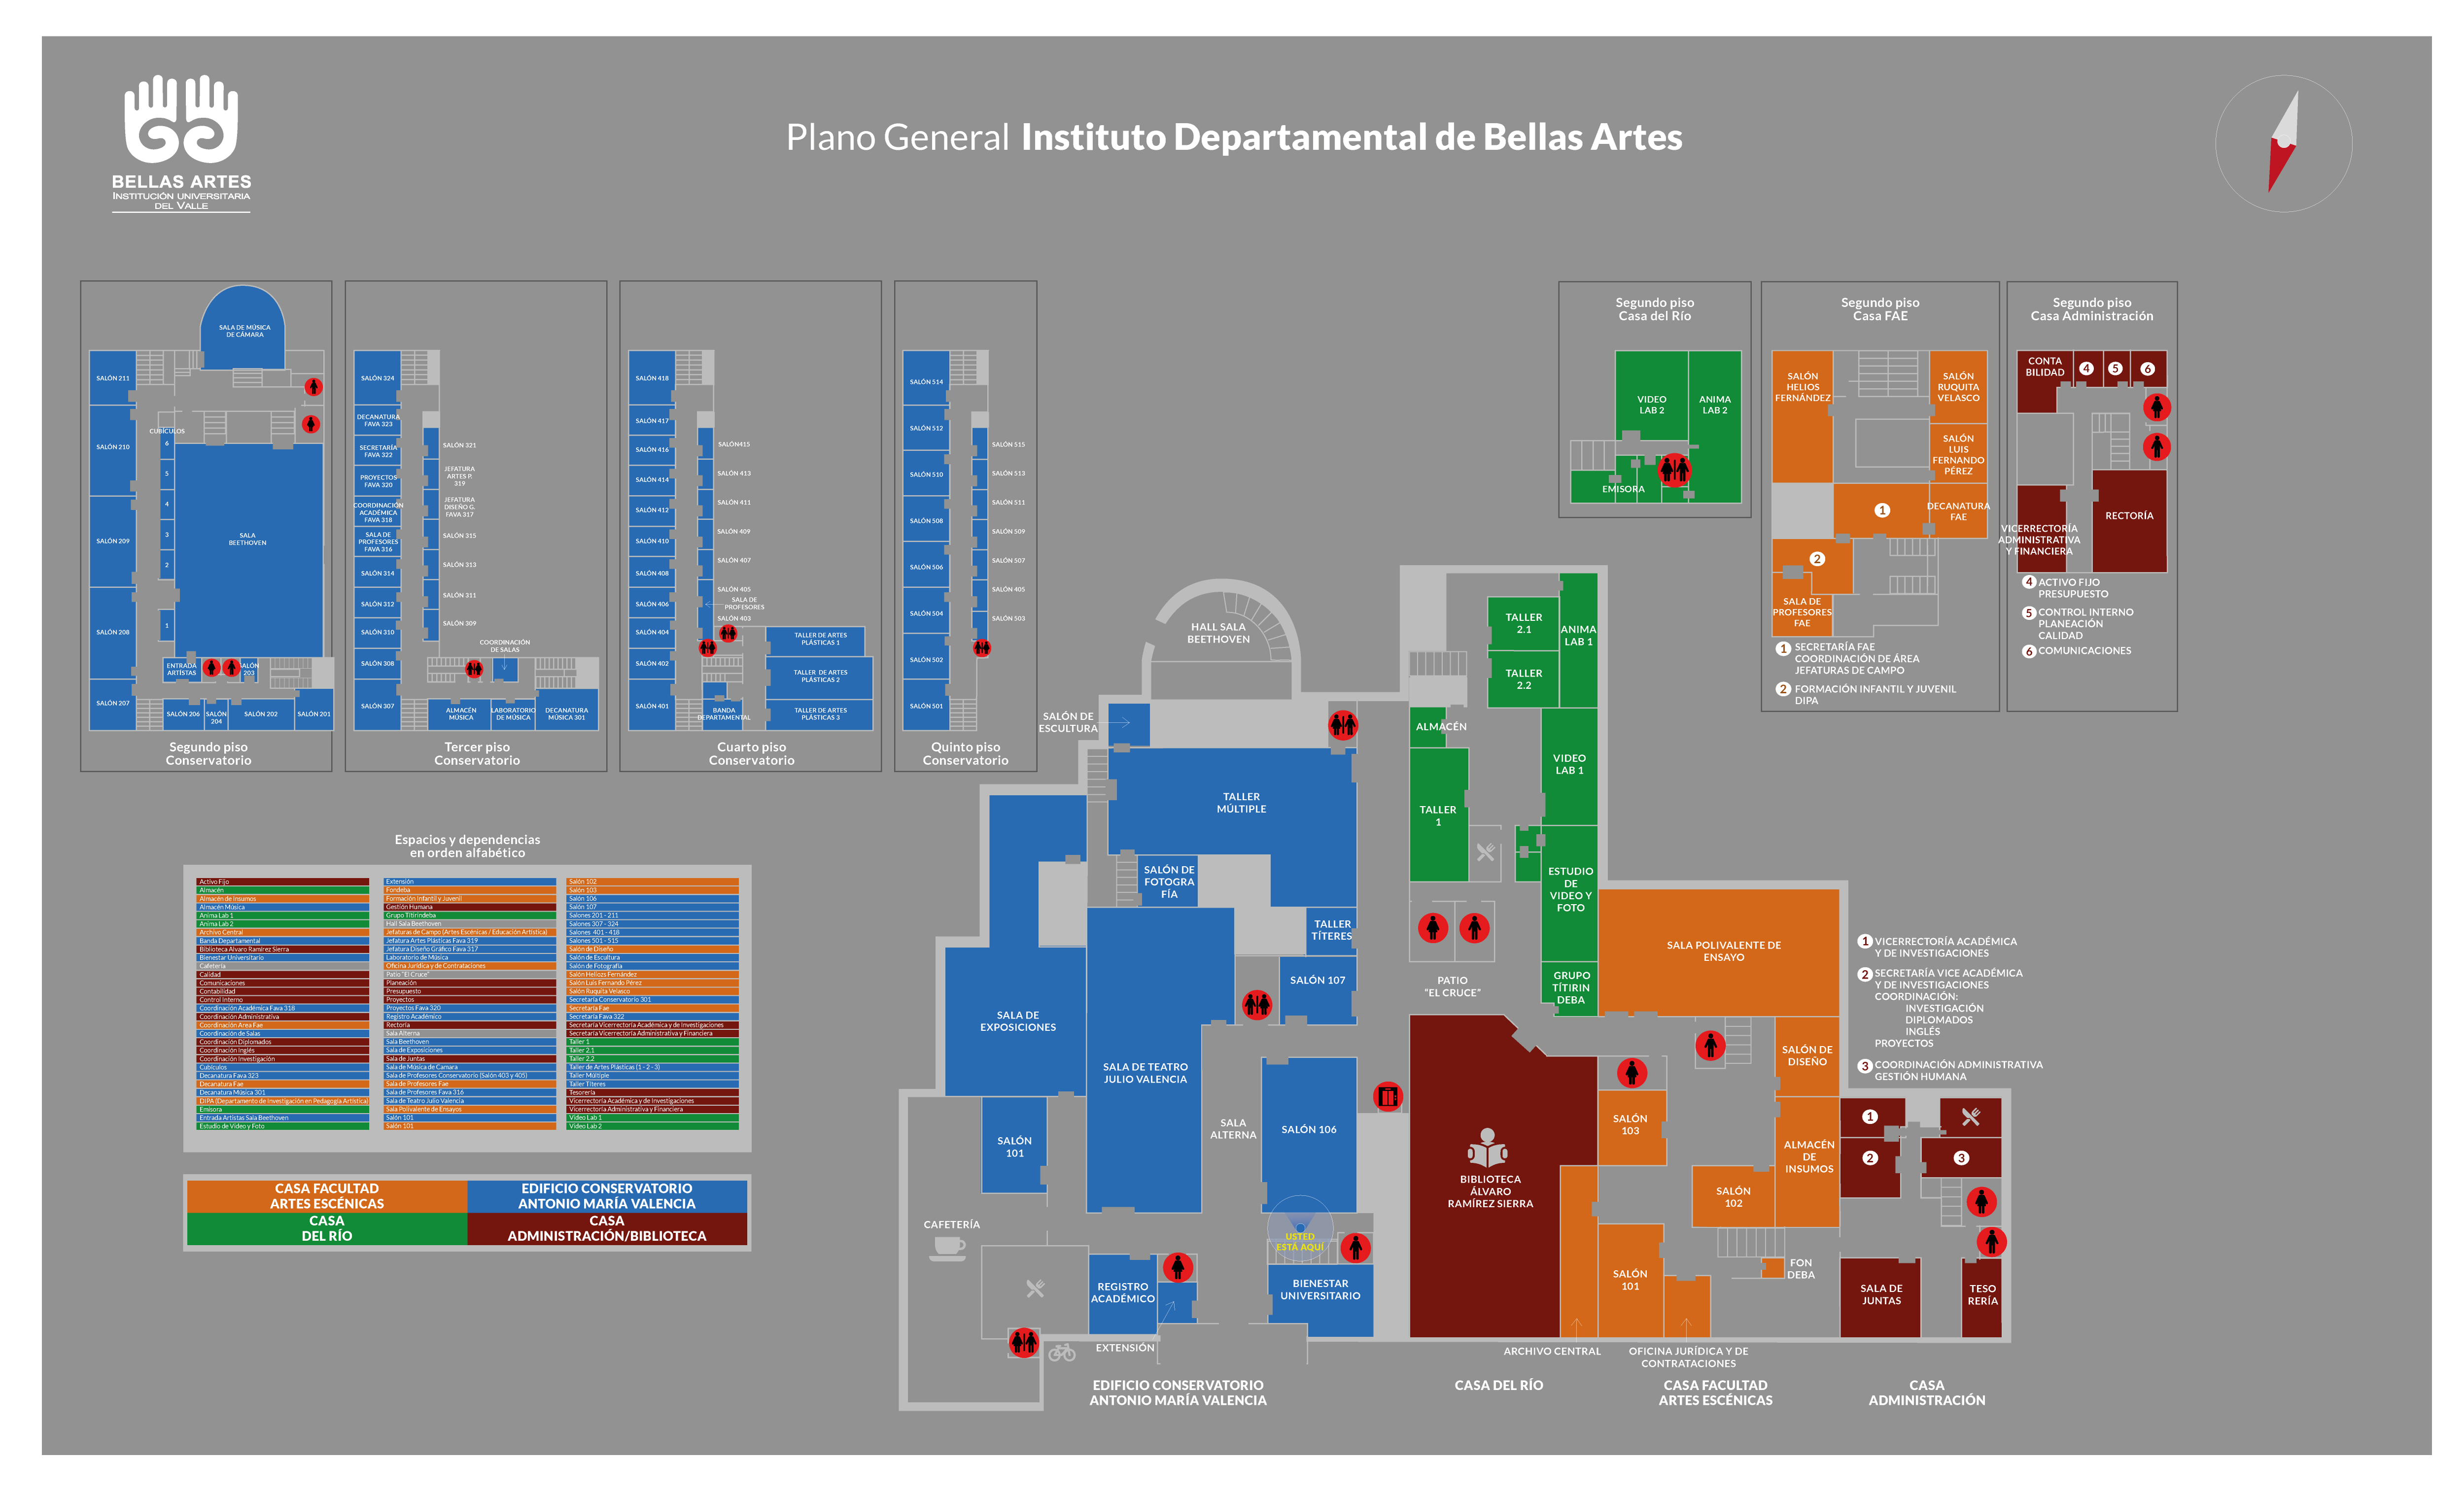 BELLAS ARTES
INSTITUCIÓN UNIVERSITARIA
DEL VALLE
Plano General Instituto Departamental de Bellas Artes
SALA DE MÚSICA
DE CÁMARA
SALÓN 211
CUBÍCULOS
6
SALÓN 210
5
4
3
SALÓN 209
SALA
BEETHOVEN
2
1
SALÓN 208
ENTRADA
ARTÍSTAS
SALÓN
203
SALÓN 207
SALÓN 206
SALÓN
204
SALÓN 202
SALÓN 201
Segundo piso
Conservatorio
SALÓN 324
DECANATURA
FAVA 323
SECRETARÍA
FAVA 322
PROYECTOS
FAVA 320
COORDINACIÓN
ACADÉMICA
FAVA 318
SALA DE
PROFESORES
FAVA 316
SALÓN 314
SALÓN 312
SALÓN 310
SALÓN 308
SALÓN 307
SALÓN 321
JEFATURA
ARTES P.
319
JEFATURA
DISEÑO G.
FAVA 317
SALÓN 315
SALÓN 313
SALÓN 311
SALÓN 309
COORDINACIÓN
DE SALAS
ALMACÉN
MÚSICA
LABORATORIO
DE MÚSICA
DECANATURA
MÚSICA 301
Tercer piso
Conservatorio
SALÓN 418
SALÓN 417
SALÓN 416
SALÓN 414
SALÓN 412
SALÓN 410
SALÓN 408
SALÓN 406
SALÓN 404
SALÓN 402
SALÓN 401
SALÓN415
SALÓN 413
SALÓN 411
SALÓN 409
SALÓN 407
SALÓN 405
SALA DE
PROFESORES
SALÓN 403
TALLER DE ARTES
PLÁSTICAS 1
TALLER DE ARTES
PLÁSTICAS 2
TALLER DE ARTES
PLÁSTICAS 3
BANDA
DEPARTAMENTAL
Cuarto piso
Conservatorio
SALÓN 514
SALÓN 512
SALÓN 510
SALÓN 508
SALÓN 506
SALÓN 504
SALÓN 502
SALÓN 501
SALÓN 515
SALÓN 513
SALÓN 511
SALÓN 509
SALÓN 507
SALÓN 405
SALÓN 503
Quinto piso
Conservatorio
Segundo piso
Casa del Río
VIDEO
LAB 2
ANIMA
LAB 2
EMISORA
Segundo piso
Casa FAE
SALÓN
HELIOS
FERNÁNDEZ
SALÓN
RUQUITA
VELASCO
SALÓN
LUIS
FERNANDO
PÉREZ
1
DECANATURA
FAE
2
SALA DE
PROFESORES
FAE
1 SECRETARÍA FAE
COORDINACIÓN DE ÁREA
JEFATURAS DE CAMPO
2 FORMACIÓN INFANTIL Y JUVENIL
DIPA
Segundo piso
Casa Administración
CONTA
BILIDAD
4
5
6
RECTORÍA
VICERRECTORÍA
ADMINISTRATIVA
Y FINANCIERA
4 ACTIVO FIJO
PRESUPUESTO
5 CONTROL INTERNO
PLANEACIÓN
CALIDAD
6 COMUNICACIONES
HALL SALA
BEETHOVEN
SALÓN DE
ESCULTURA
TALLER
MÚLTIPLE
SALÓN DE
FOTOGRA
FÍA
TALLER
TÍTERES
SALÓN 107
SALA DE
EXPOSICIONES
SALA DE TEATRO
JULIO VALENCIA
SALÓN
101
SALA
ALTERNA
SALÓN 106
CAFETERÍA
USTED
ESTÁ AQUÍ
REGISTRO
ACADÉMICO
BIENESTAR
UNIVERSITARIO
EXTENSIÓN
EDIFICIO CONSERVATORIO
ANTONIO MARÍA VALENCIA
TALLER
2.1
ANIMA
LAB 1
TALLER
2.2
ALMACÉN
VIDEO
LAB 1
TALLER
1
ESTUDIO
DE
VIDEO Y
FOTO
GRUPO
TÍTIRIN
DEBA
PATIO
"EL CRUCE"
BIBLIOTECA
ÁLVARO
RAMÍREZ SIERRA
ARCHIVO CENTRAL
CASA DEL RÍO
SALA POLIVALENTE DE
ENSAYO
SALÓN DE
DISEÑO
SALÓN
103
ALMACÉN
DE
INSUMOS
SALÓN
102
SALÓN
101
FON
DEBA
OFICINA JURÍDICA Y DE
CONTRATACIONES
CASA FACULTAD
ARTES ESCÉNICAS
1 VICERRECTORÍA ACADÉMICA
Y DE INVESTIGACIONES
2 SECRETARÍA VICE ACADÉMICA
Y DE INVESTIGACIONES
COORDINACIÓN:
INVESTIGACIÓN
DIPLOMADOS
INGLÉS
PROYECTOS
3 COORDINACIÓN ADMINISTRATIVA
GESTIÓN HUMANA
1
2
3
SALA DE
JUNTAS
TESO
RERÍA
CASA
ADMINISTRACIÓN
Espacios y dependencias
en orden alfabético
Activo Fijo
Almacén
Almacén de Insumos
Almacén Música
Anima Lab 1
Anima Lab 2
Archivo Central
Banda Departamental
Biblioteca Alvaro Ramírez Sierra
Bienestar Universitario
Cafetería
Calidad
Comunicaciones
Contabilidad
Control Interno
Coordinación Académica Fava 318
Coordinación Administrativa
Coordinación Area Fae
Coordinación de Salas
Coordinación Diplomados
Coordinación Inglés
Coordinación Investigación
Cubículos
Decanatura Fava 323
Decanatura Fae
Decanatura Música 301
DIPA (Departamento de Investigación en Pedagogía Artística)
Emisora
Entrada Artistas Sala Beethoven
Estudio de Video y Foto
Extensión
Fondeba
Formación Infantil y Juvenil
Gestión Humana
Grupo Titirindeba
Hall Sala Beethoven
Jefaturas de Campo (Artes Escénicas / Educación Artística)
Jefatura Artes Plásticas Fava 319
Jefatura Diseño Gráfico Fava 317
Laboratorio de Música
Oficina Jurídica y de Contrataciones
Patio "El Cruce"
Planeación
Presupuesto
Proyectos
Proyectos Fava 320
Registro Académico
Rectoría
Sala Alterna
Sala Beethoven
Sala de Exposiciones
Sala de Juntas
Sala de Música de Camara
Sala de Profesores Conservatorio (Salón 403 y 405)
Sala de Profesores Fae
Sala de Profesores Fava 316
Sala de Teatro Julio Valencia
Sala Polivalente de Ensayos
Salón 101
Salón 101
Salón 102
Salón 103
Salón 106
Salón 107
Salones 201 - 211
Salones 307 - 324
Salones 401 - 418
Salones 501 - 515
Salón de Diseño
Salón de Escultura
Salón de Fotografía
Salón Heliozs Fernández
Salón Luis Fernando Pérez
Salón Ruquita Velasco
Secretaría Conservatorio 301
Secretaría Fae
Secretaría Fava 322
Secretaría Vicerrectoría Académica y de Investigaciones
Secretaría Vicerrectoría Administrativa y Financiera
Taller 1
Taller 2,1
Taller 2,2
Taller de Artes Plásticas (1 - 2 - 3)
Taller Múltiple
Taller Títeres
Tesorería
Vicerrectoría Académica y de Investigaciones
Vicerrectoría Administrativa y Financiera
Video Lab 1
Video Lab 2
CASA FACULTAD
ARTES ESCÉNICAS
EDIFICIO CONSERVATORIO
ANTONIO MARÍA VALENCIA
CASA
DEL RÍO
CASA
ADMINISTRACIÓN/BIBLIOTECA